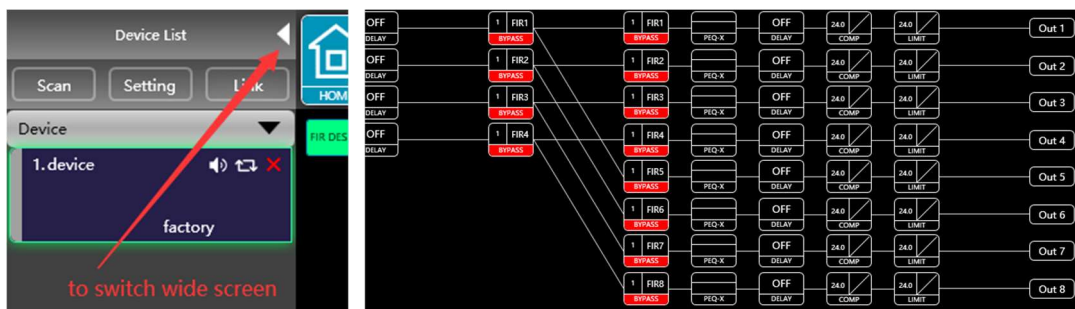 Device List
Scan Setting Link
HOM
Device
FIR DES
1.device
factory
to switch wide screen
OFF 1 FIR1 1 FIR1 OFF 24.0 24.0 Out 1
DELAY BYPASS BYPASS PEQ-X DELAY COMP LIMIT
OFF 1 FIR2 1 FIR2 OFF 24.0 24.0 Out 2
DELAY BYPASS BYPASS PEQ-X DELAY COMP LIMIT
OFF 1 FIR3 1 FIR3 OFF 24.0 24.0 Out 3
DELAY BYPASS BYPASS PEQ-X DELAY COMP LIMIT
OFF 1 FIR4 1 FIR4 OFF 24.0 24.0 Out 4
DELAY BYPASS BYPASS PEQ-X DELAY COMP LIMIT
1 FIR5 OFF 24.0 24.0 Out 5
BYPASS PEQ-X DELAY COMP LIMIT
1 FIR6 OFF 24.0 24.0 Out 6
BYPASS PEQ-X DELAY COMP LIMIT
1 FIR7 OFF 24.0 24.0 Out 7
BYPASS PEQ-X DELAY COMP LIMIT
1 FIR8 OFF 24.0 24.0 Out 8
BYPASS PEQ-X DELAY COMP LIMIT